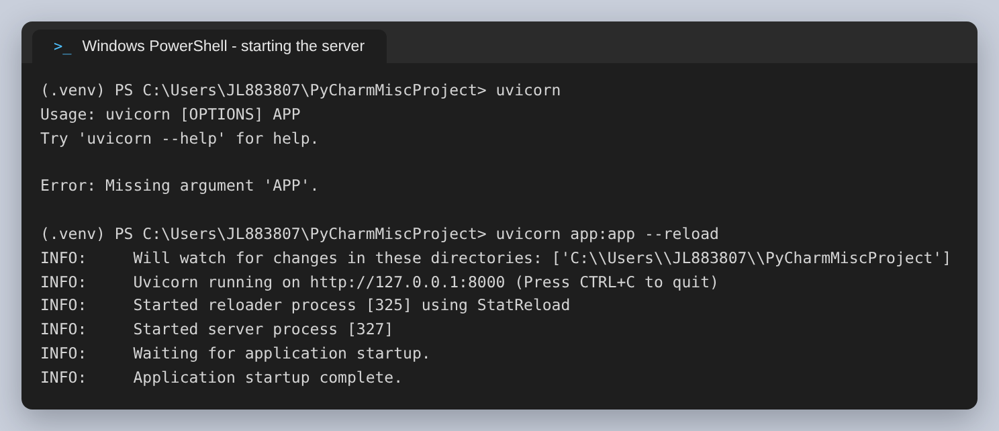 >_ Windows PowerShell - starting the server
(.venv) PS C:\Users\JL883807\PyCharmMiscProject> uvicorn
Usage: uvicorn [OPTIONS] APP
Try 'uvicorn --help' for help.

Error: Missing argument 'APP'.

(.venv) PS C:\Users\JL883807\PyCharmMiscProject> uvicorn app:app --reload
INFO:     Will watch for changes in these directories: ['C:\\Users\\JL883807\\PyCharmMiscProject']
INFO:     Uvicorn running on http://127.0.0.1:8000 (Press CTRL+C to quit)
INFO:     Started reloader process [325] using StatReload
INFO:     Started server process [327]
INFO:     Waiting for application startup.
INFO:     Application startup complete.